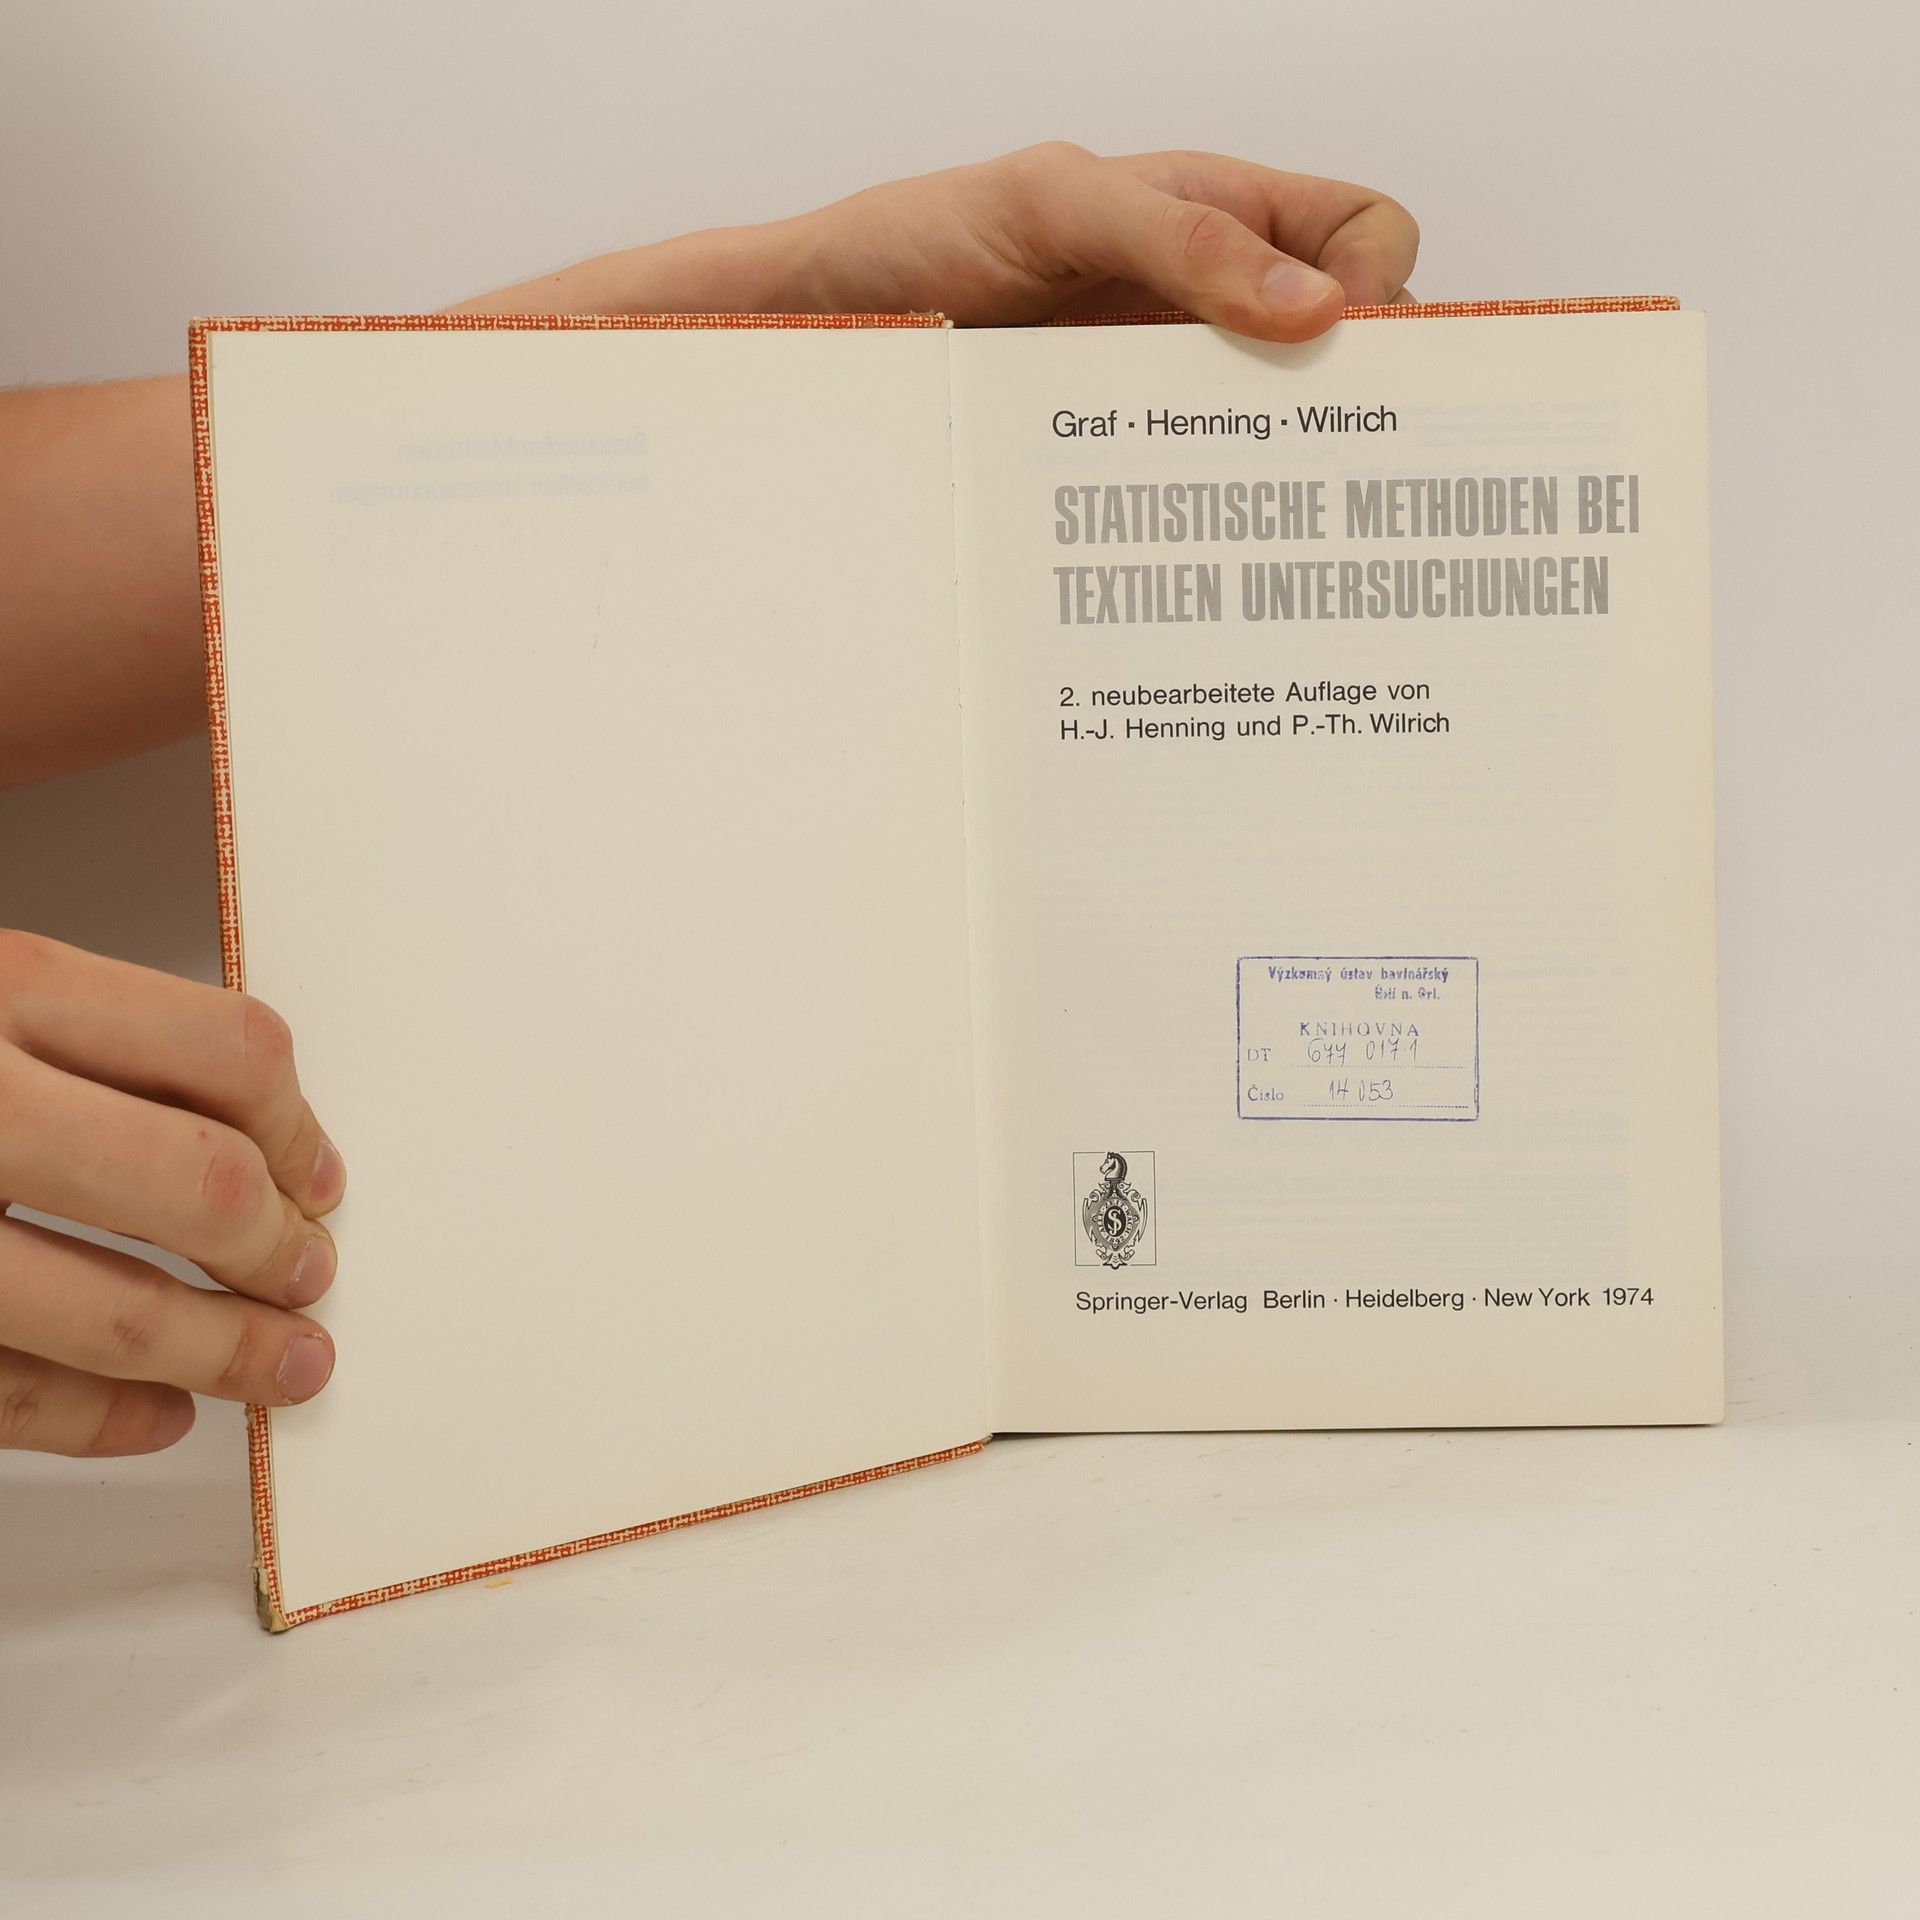 Graf · Henning · Wilrich
STATISTISCHE METHODEN BEI
TEXTILEN UNTERSUCHUNGEN
2. neubearbeitete Auflage von
H.-J. Henning und P.-Th. Wilrich
Výzkumný ústav bavlnářský
Ústí n. Orl.
KNIHOVNA
DT 677 017.1
Číslo 14 053
Springer-Verlag Berlin · Heidelberg · New York 1974